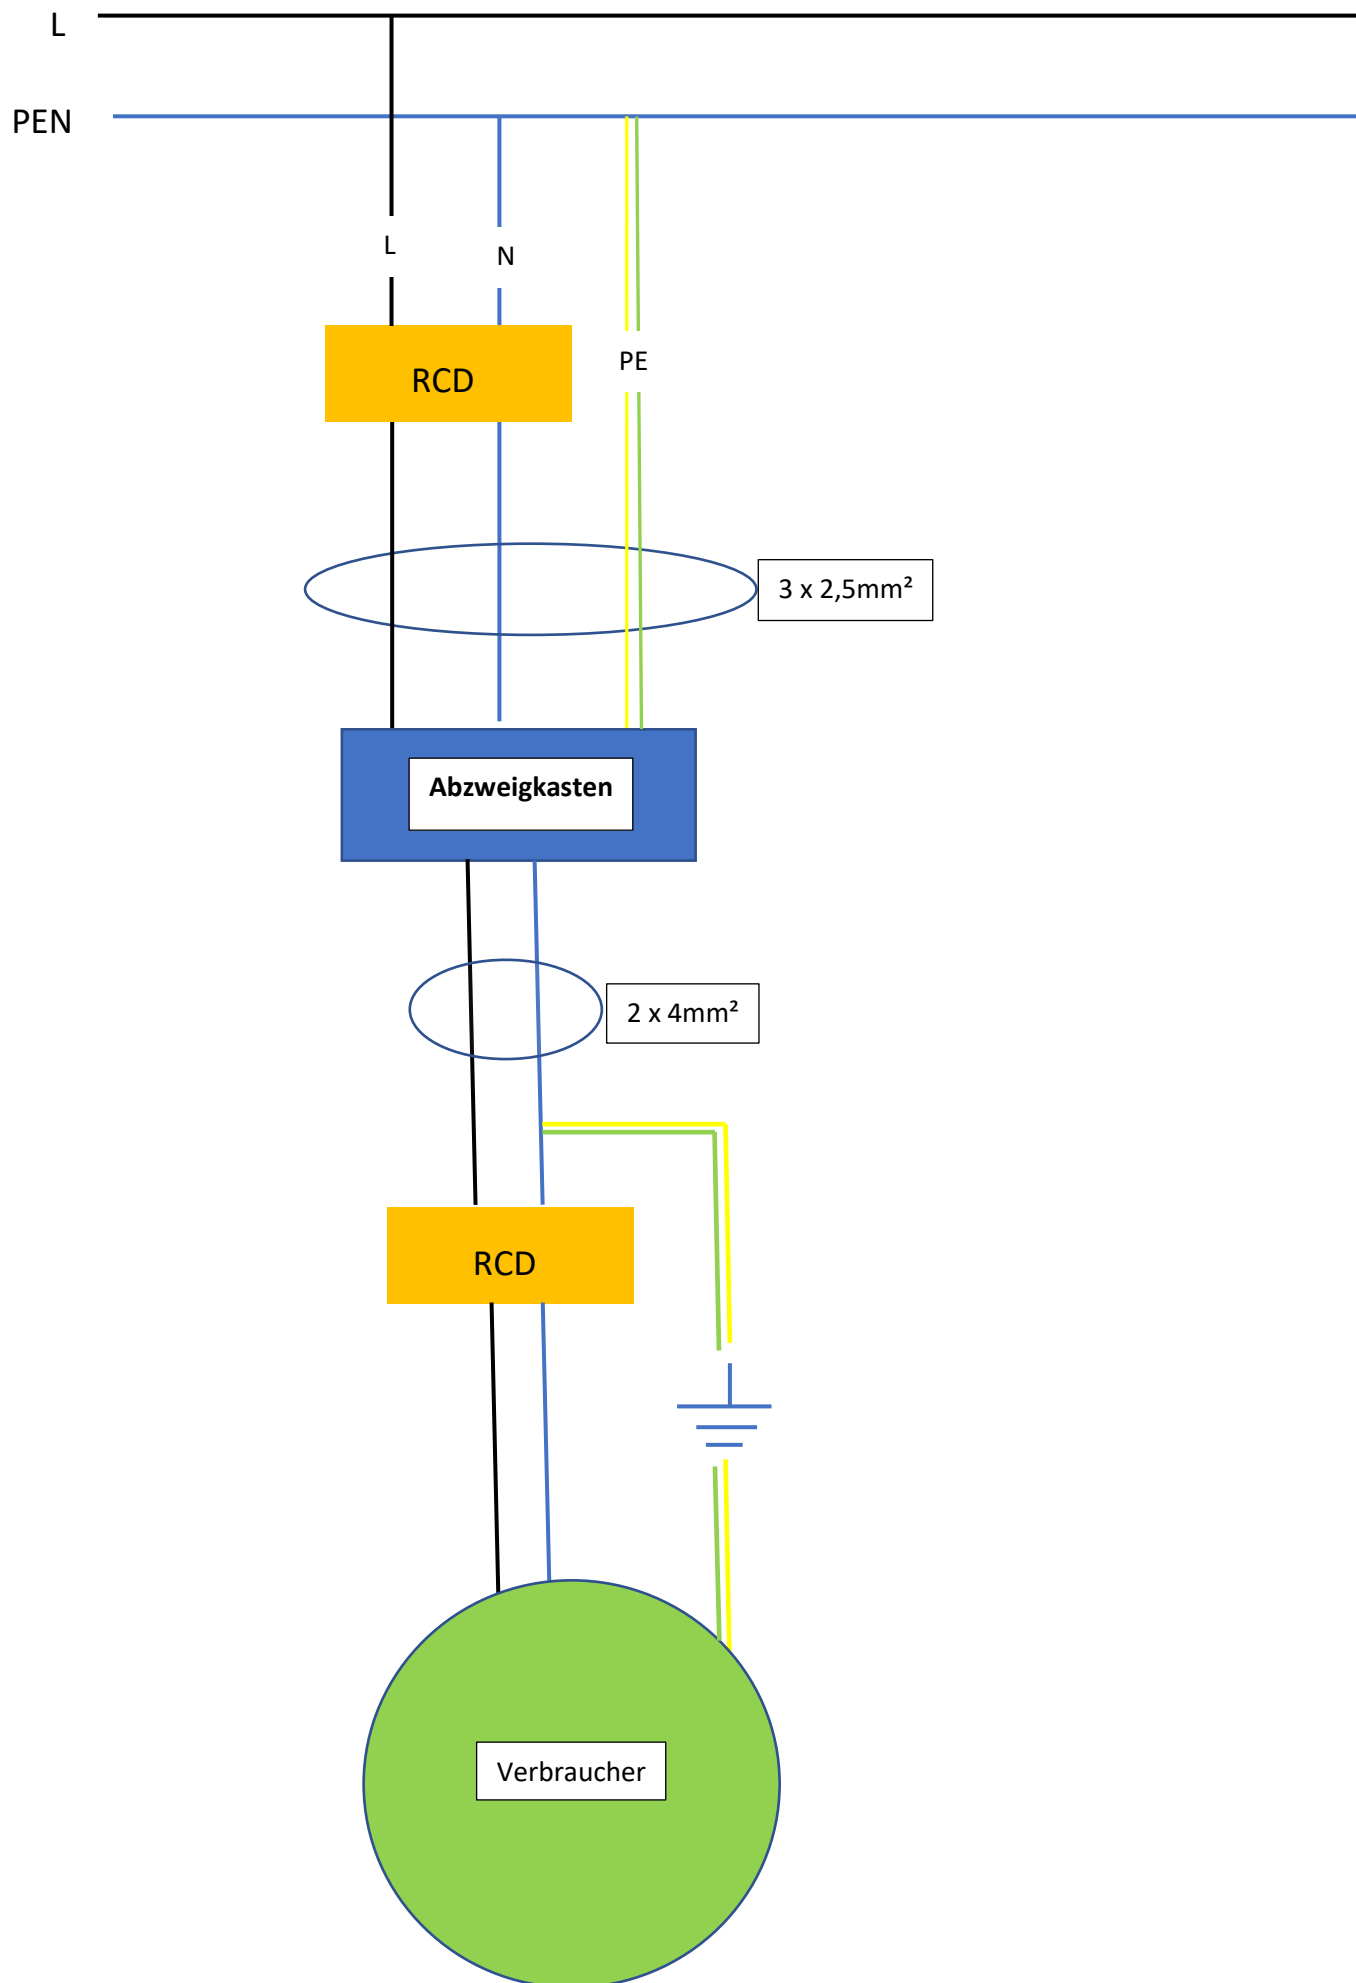 L
PEN
L
N
PE
RCD
3 x 2,5mm²
Abzweigkasten
2 x 4mm²
RCD
Verbraucher